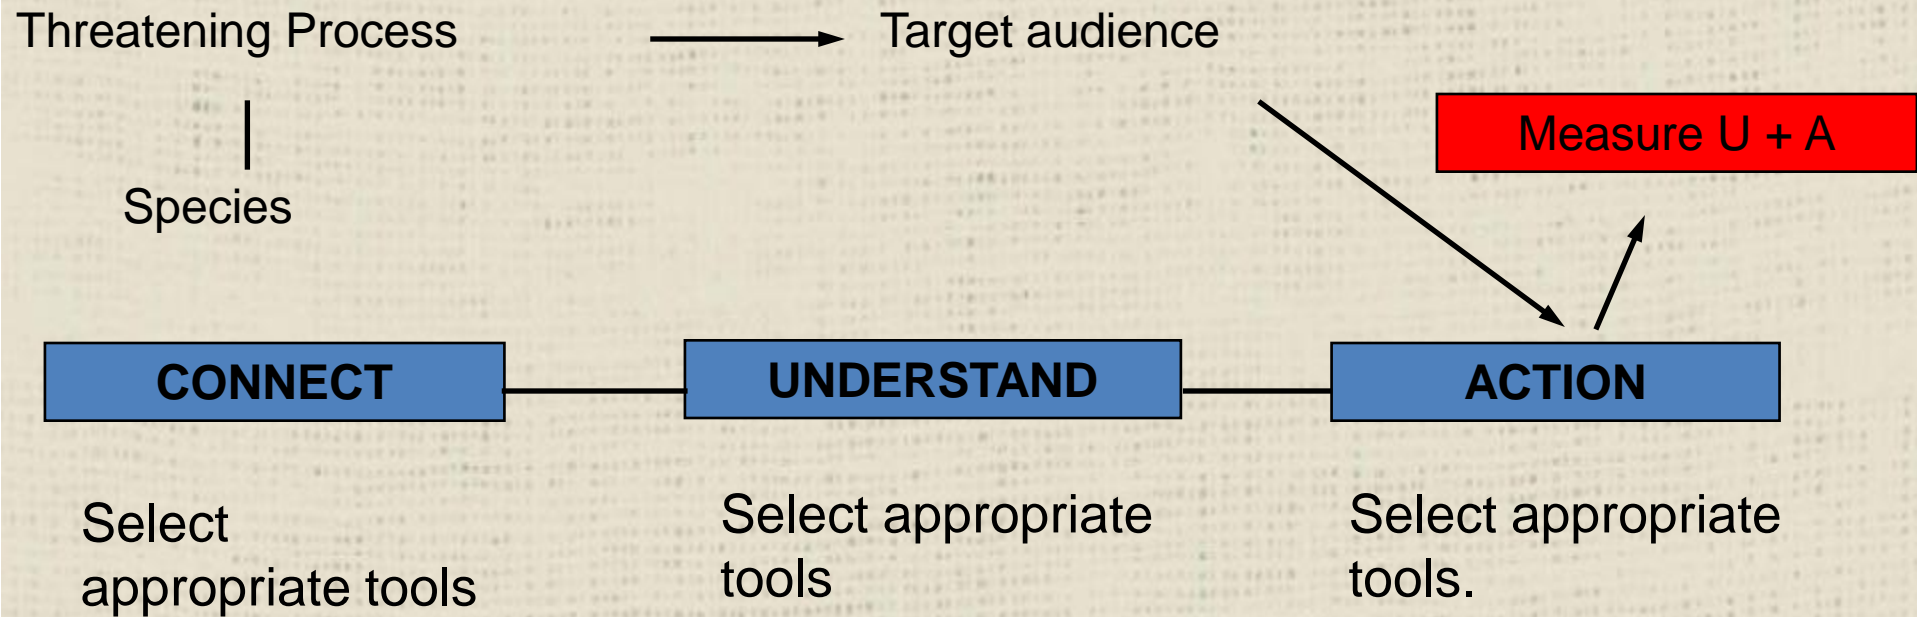 Threatening Process
Target audience
Measure U + A
Species
CONNECT
UNDERSTAND
ACTION
Select
appropriate tools
Select appropriate
tools
Select appropriate
tools.